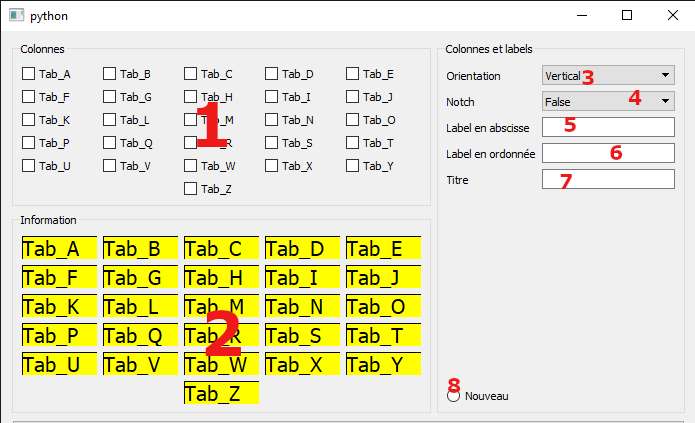 python
Colonnes
Tab_A Tab_B Tab_C Tab_D Tab_E
Tab_F Tab_G Tab_H Tab_I Tab_J
Tab_K Tab_L Tab_M Tab_N Tab_O
1
Tab_P Tab_Q Tab_R Tab_S Tab_T
Tab_U Tab_V Tab_W Tab_X Tab_Y
Tab_Z
Information
Tab_A Tab_B Tab_C Tab_D Tab_E
Tab_F Tab_G Tab_H Tab_I Tab_J
Tab_K Tab_L Tab_M Tab_N Tab_O
2
Tab_P Tab_Q Tab_R Tab_S Tab_T
Tab_U Tab_V Tab_W Tab_X Tab_Y
Tab_Z
Colonnes et labels
Orientation Vertical 3
Notch False 4
Label en abscisse 5
Label en ordonnée 6
Titre 7
8
Nouveau